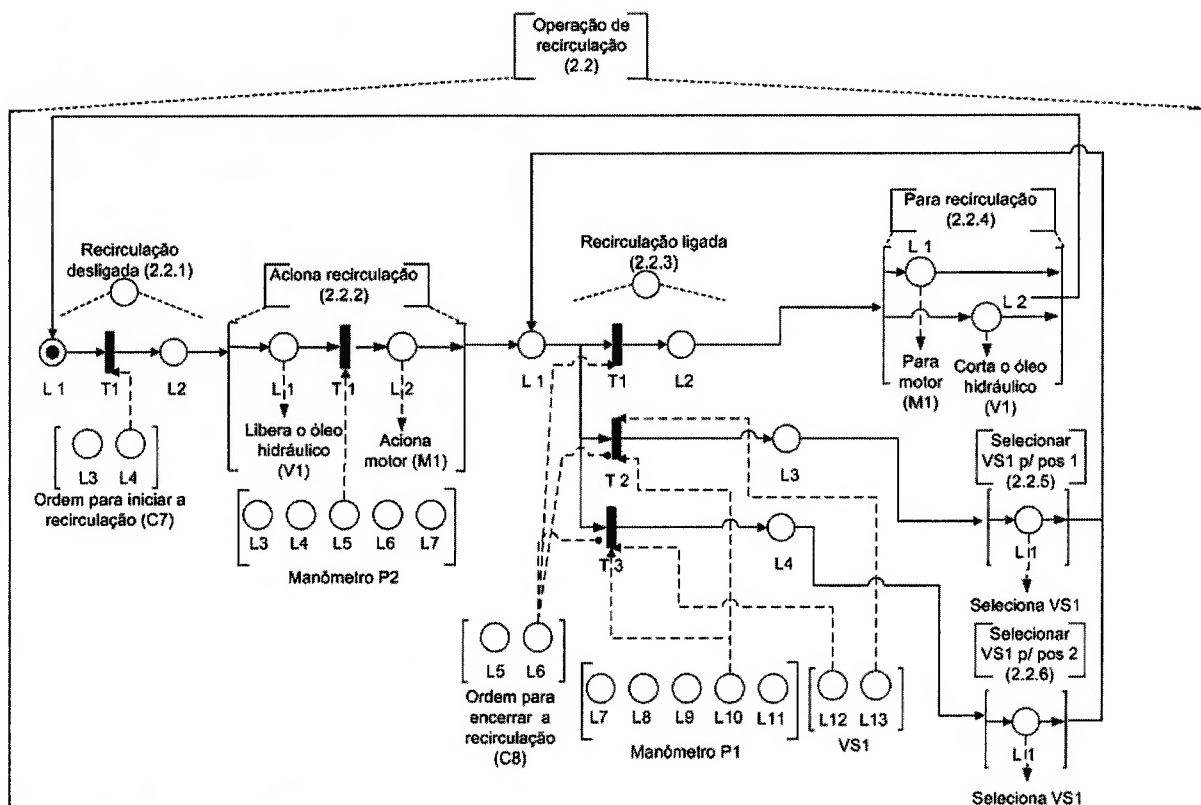 Operação de
recirculação
(2.2)
Para recirculação
(2.2.4)
Recirculação
desligada (2.2.1)
Aciona recirculação
(2.2.2)
Recirculação ligada
(2.2.3)
L 1
L 2
L 1
T1
L2
L 1
T 1
L 2
L 1
T1
L2
Para
motor
(M1)
Corta o óleo
hidráulico
(V1)
Libera o óleo
hidráulico
(V1)
Aciona
motor (M1)
L3
L4
Ordem para iniciar a
recirculação (C7)
T 2
L3
Selecionar
VS1 p/ pos 1
(2.2.5)
L3
L4
L5
L6
L7
Manômetro P2
T 3
L4
L 1
Seleciona VS1
Selecionar
VS1 p/ pos 2
(2.2.6)
L5
L6
Ordem para
encerrar a
recirculação
(C8)
L7
L8
L9
L10
L11
Manômetro P1
L12
L13
VS1
L 1
Seleciona VS1